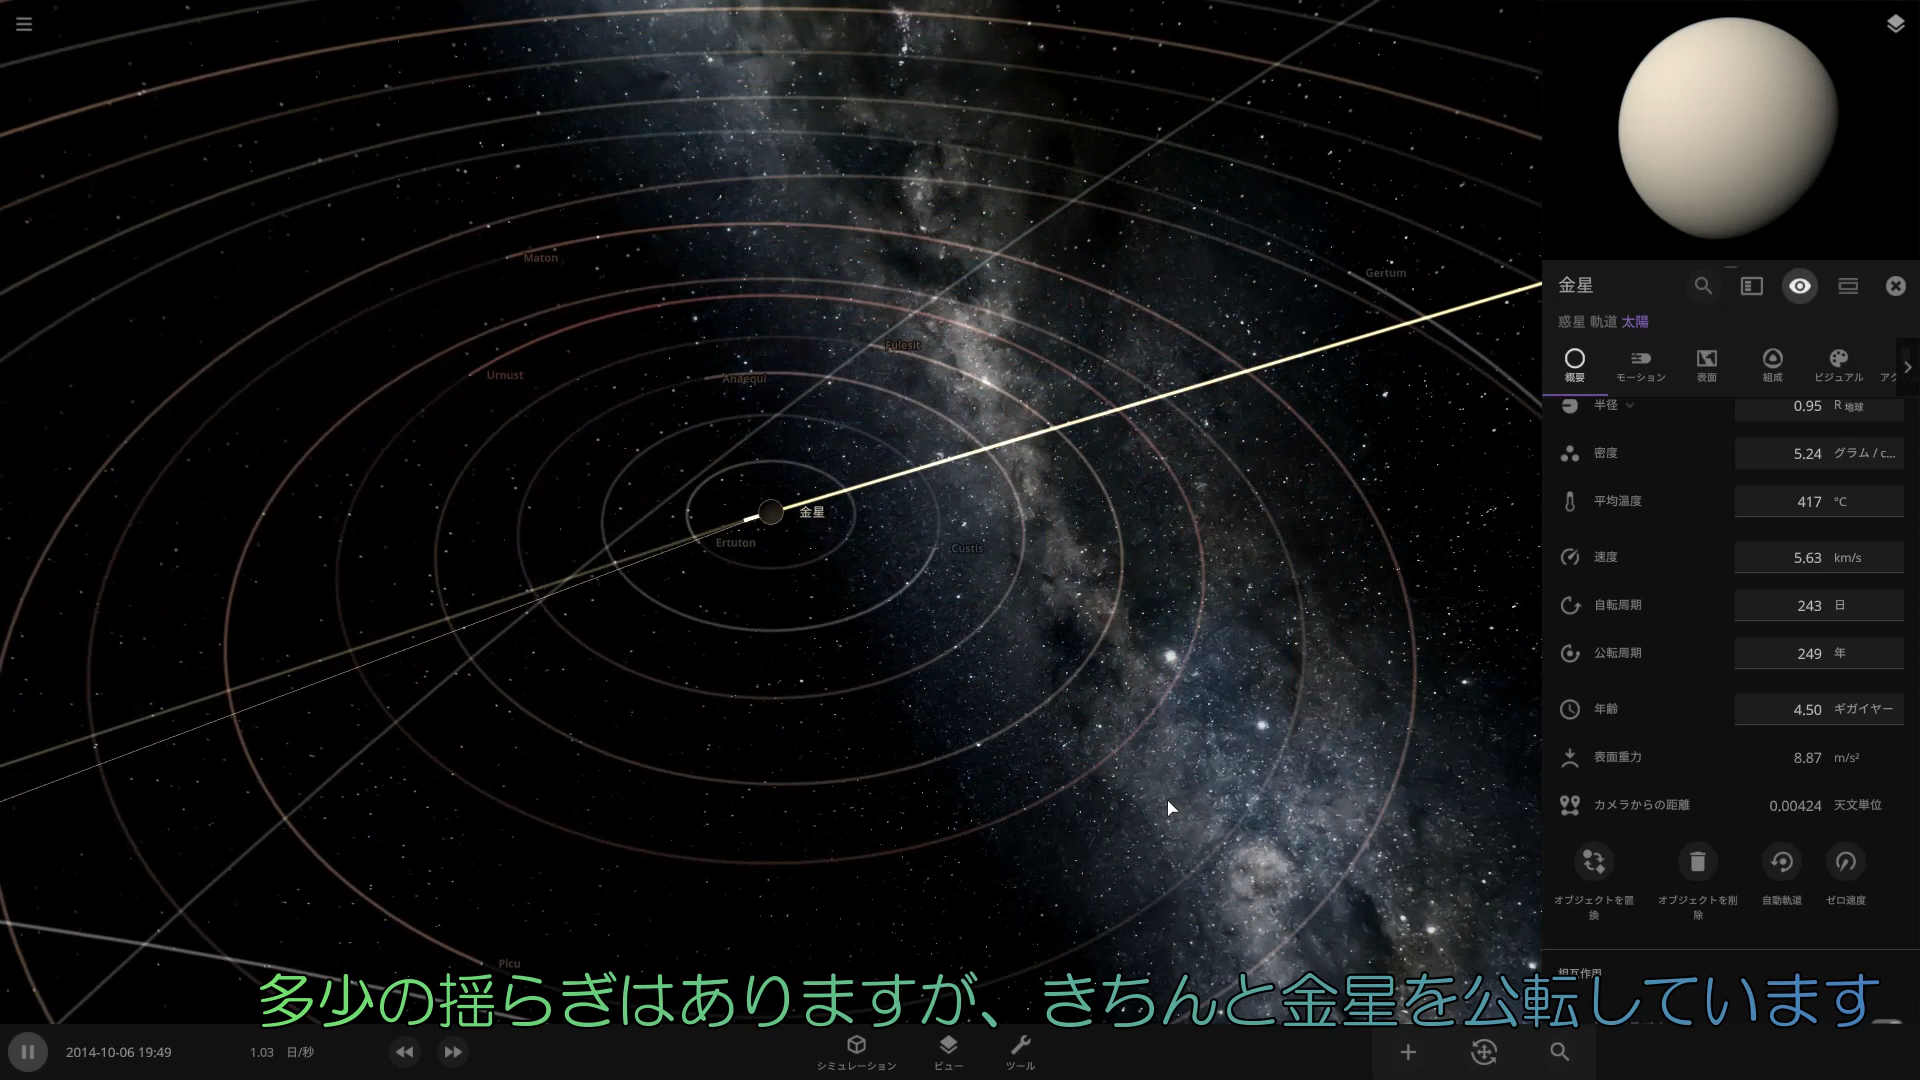 金星
惑星 軌道 太陽
概要 モーション 表面 組成 ビジュアル
半径 0.95 R 地球
密度 5.24 グラム / c...
平均温度 417 °C
速度 5.63 km/s
自転周期 243 日
公転周期 249 年
年齢 4.50 ギガイヤー
表面重力 8.87 m/s²
カメラからの距離 0.00424 天文単位
オブジェクトを置換 オブジェクトを削除 自動軌道 ゼロ速度
相互作用
Maton
Gertum
Fulesit
Urnust
Anaequi
金星
Ertuton
Custis
Picu
多少の揺らぎはありますが、きちんと金星を公転しています
2014-10-06 19:49 1.03 日/秒
シミュレーション ビュー ツール